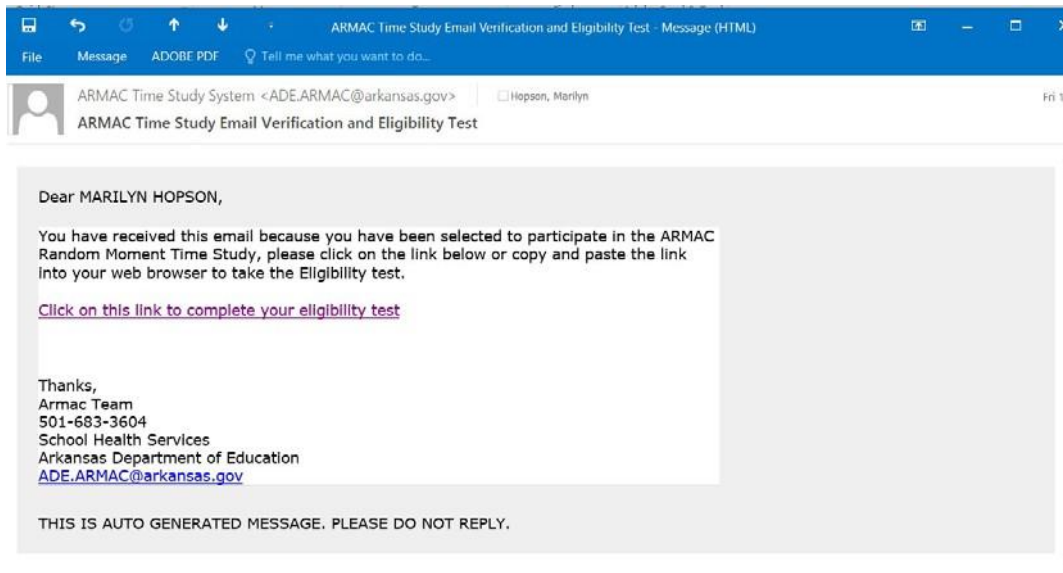 ARMAC Time Study Email Verification and Eligibility Test - Message (HTML)
File Message ADOBE PDF Tell me what you want to do...
ARMAC Time Study System <ADE.ARMAC@arkansas.gov> Hopson, Marilyn Fri 1
ARMAC Time Study Email Verification and Eligibility Test
Dear MARILYN HOPSON,
You have received this email because you have been selected to participate in the ARMAC
Random Moment Time Study, please click on the link below or copy and paste the link
into your web browser to take the Eligibility test.
Click on this link to complete your eligibility test
Thanks,
Armac Team
501-683-3604
School Health Services
Arkansas Department of Education
ADE.ARMAC@arkansas.gov
THIS IS AUTO GENERATED MESSAGE. PLEASE DO NOT REPLY.